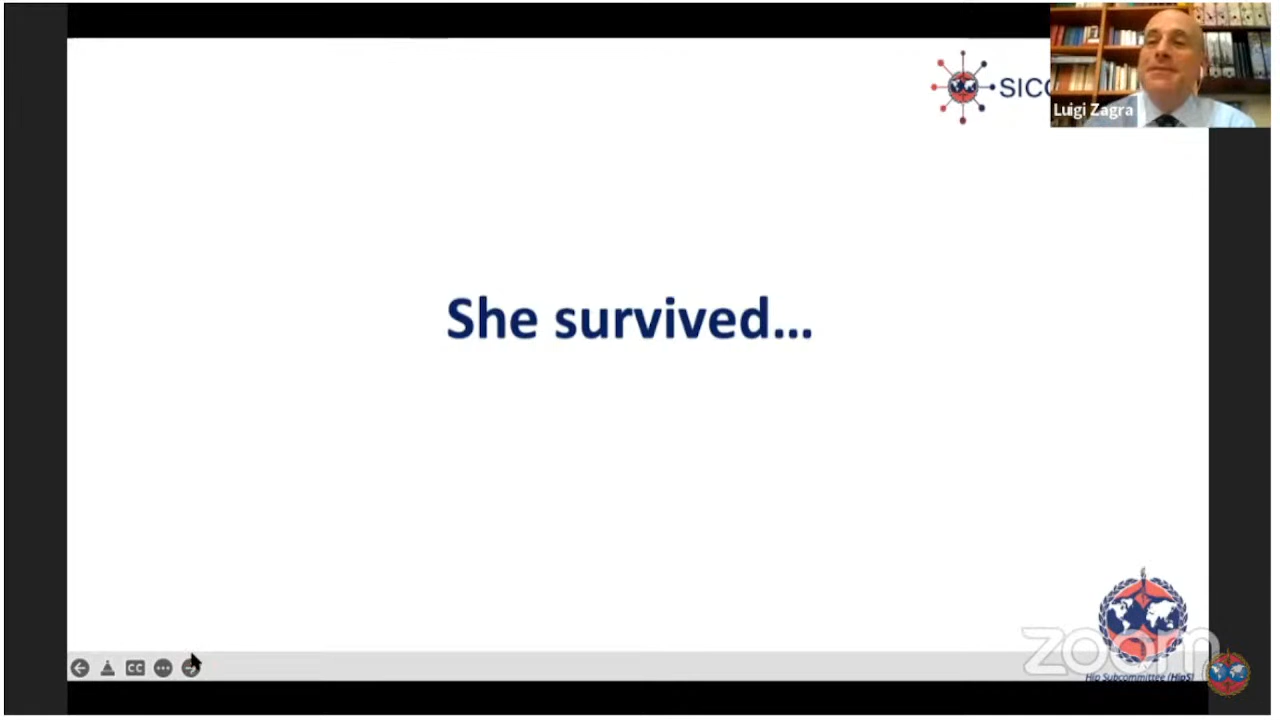 SICO
Luigi Zagra
She survived...
CC
zoom
Hip Subcommittee (HipS)